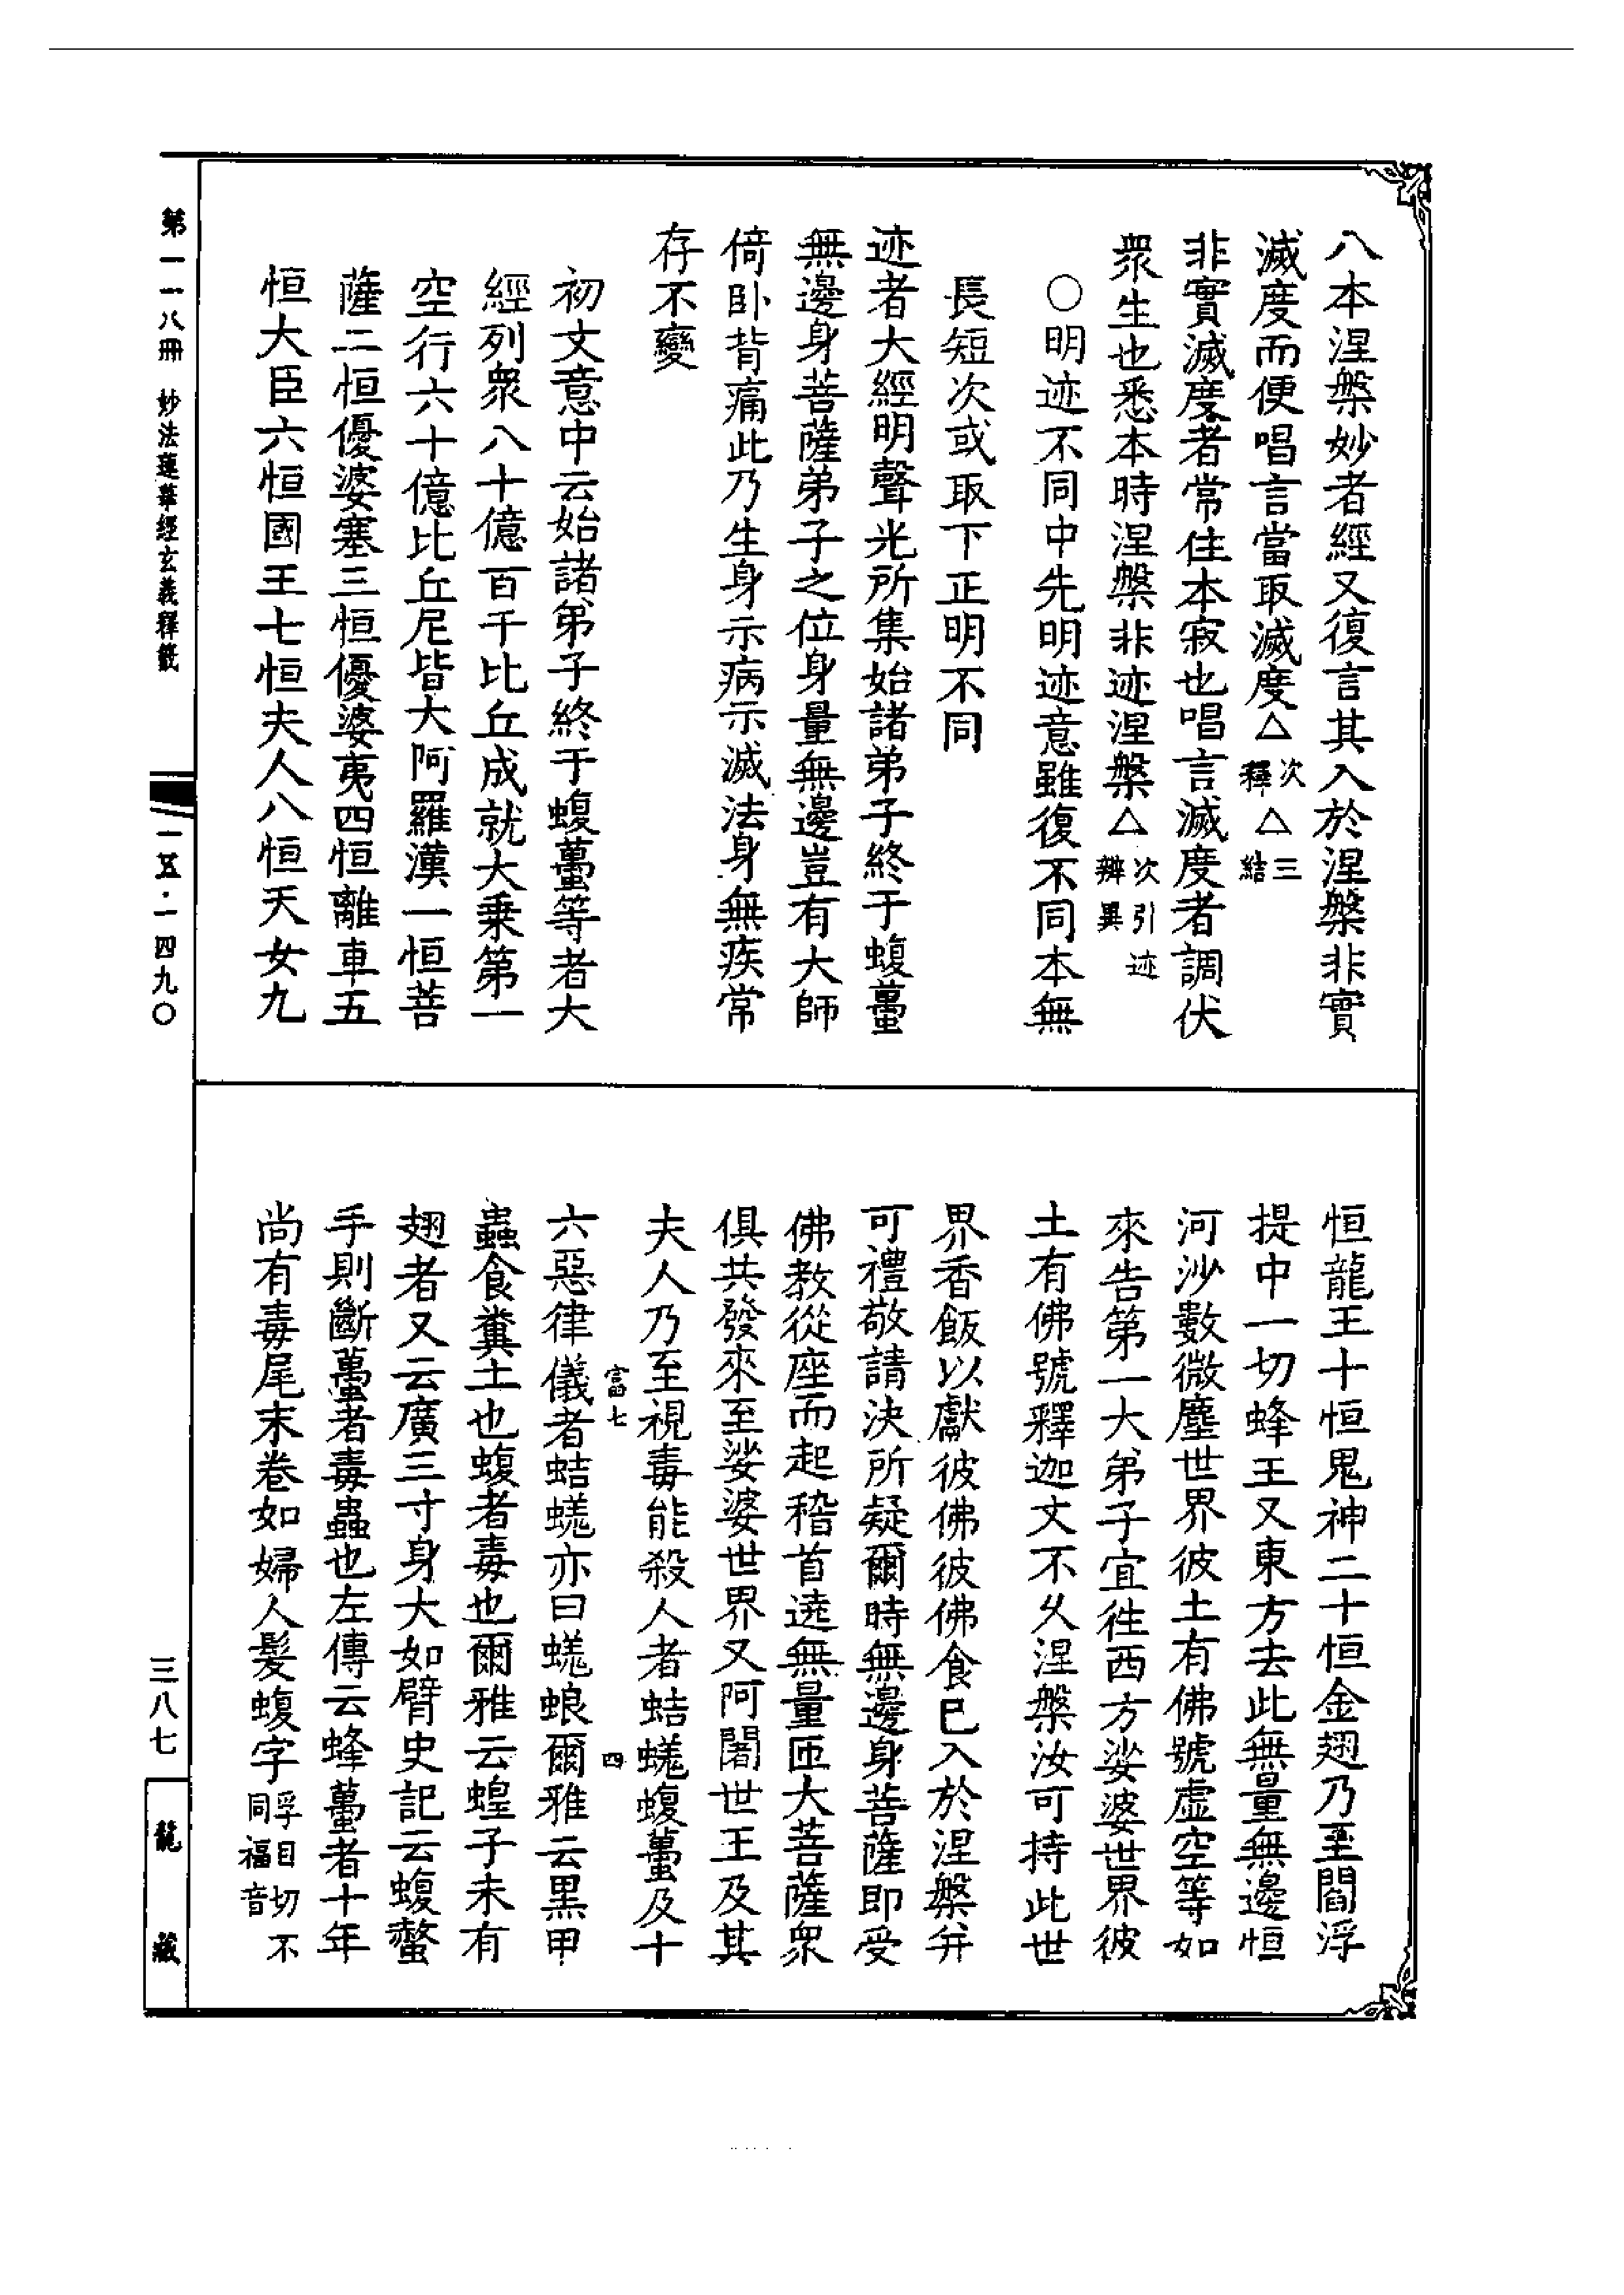 八本涅槃妙者經又復言其入於涅槃非實
滅度而便唱言當取滅度△次釋△三結
非實滅度者常住本寂也唱言滅度者調伏
衆生也悉本時涅槃非迹涅槃△次引迹辨異
○明迹不同中先明迹意雖復不同本無
長短次或取下正明不同
迹者大經明聲光所集始諸弟子終于蝮蠆
無邊身菩薩弟子之位身量無邊豈有大師
倚卧背痛此乃生身示病示滅法身無疾常
存不變
初文意中云始諸弟子終于蝮蠆等者大
經列衆八十億百千比丘成就大乗第一
空行六十億比丘尼皆大阿羅漢一恒菩
薩二恒優婆塞三恒優婆夷四恒離車五
恒大臣六恒國王七恒夫人八恒天女九
恒龍王十恒鬼神二十恒金翅乃至閻浮
提中一切蜂王又東方去此無量無邊恒
河沙數微塵世界彼土有佛號虛空等如
來告第一大弟子宜徃西方娑婆世界彼
土有佛號釋迦文不久涅槃汝可持此世
界香飯以獻彼佛彼佛食已入於涅槃并
可禮敬請決所疑爾時無邊身菩薩即受
佛教從座而起稽首遶無量匝大菩薩衆
俱共發來至娑婆世界又阿闍世王及其
夫人乃至視毒能殺人者蛣蜣蝮蠆及十
富七
四
六惡律儀者蛣蜣亦曰蜣蜋爾雅云黑甲
蟲食糞土也蝮者毒也爾雅云蝗子未有
翅者又云廣三寸身大如臂史記云蝮螫
手則斷蠆者毒蟲也左傳云蜂蠆者十年
尚有毒尾末卷如婦人髮蝮字孚目切不同福音
第一一八冊
妙法蓮華經玄義釋籤
一五·一四九〇
三八七
龍藏